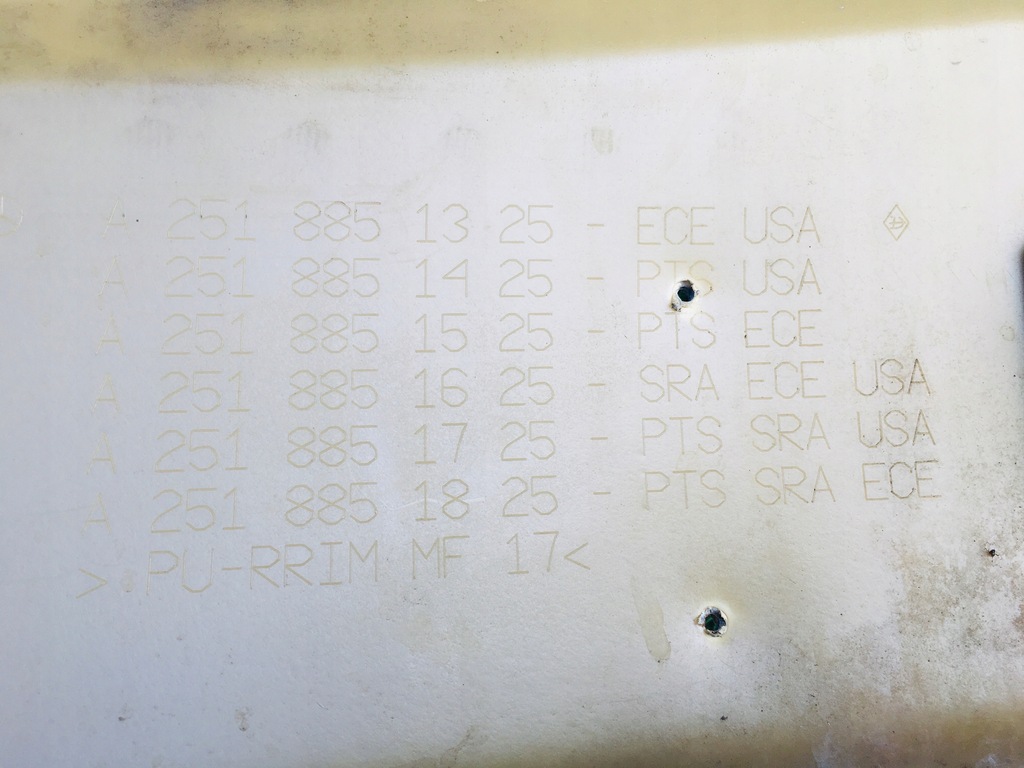 A 251 885 13 25 - ECE USA
A 251 885 14 25 - PTS USA
A 251 885 15 25 - PTS ECE
A 251 885 16 25 - SRA ECE USA
A 251 885 17 25 - PTS SRA USA
A 251 885 18 25 - PTS SRA ECE
> PU-RRIM MF 17<